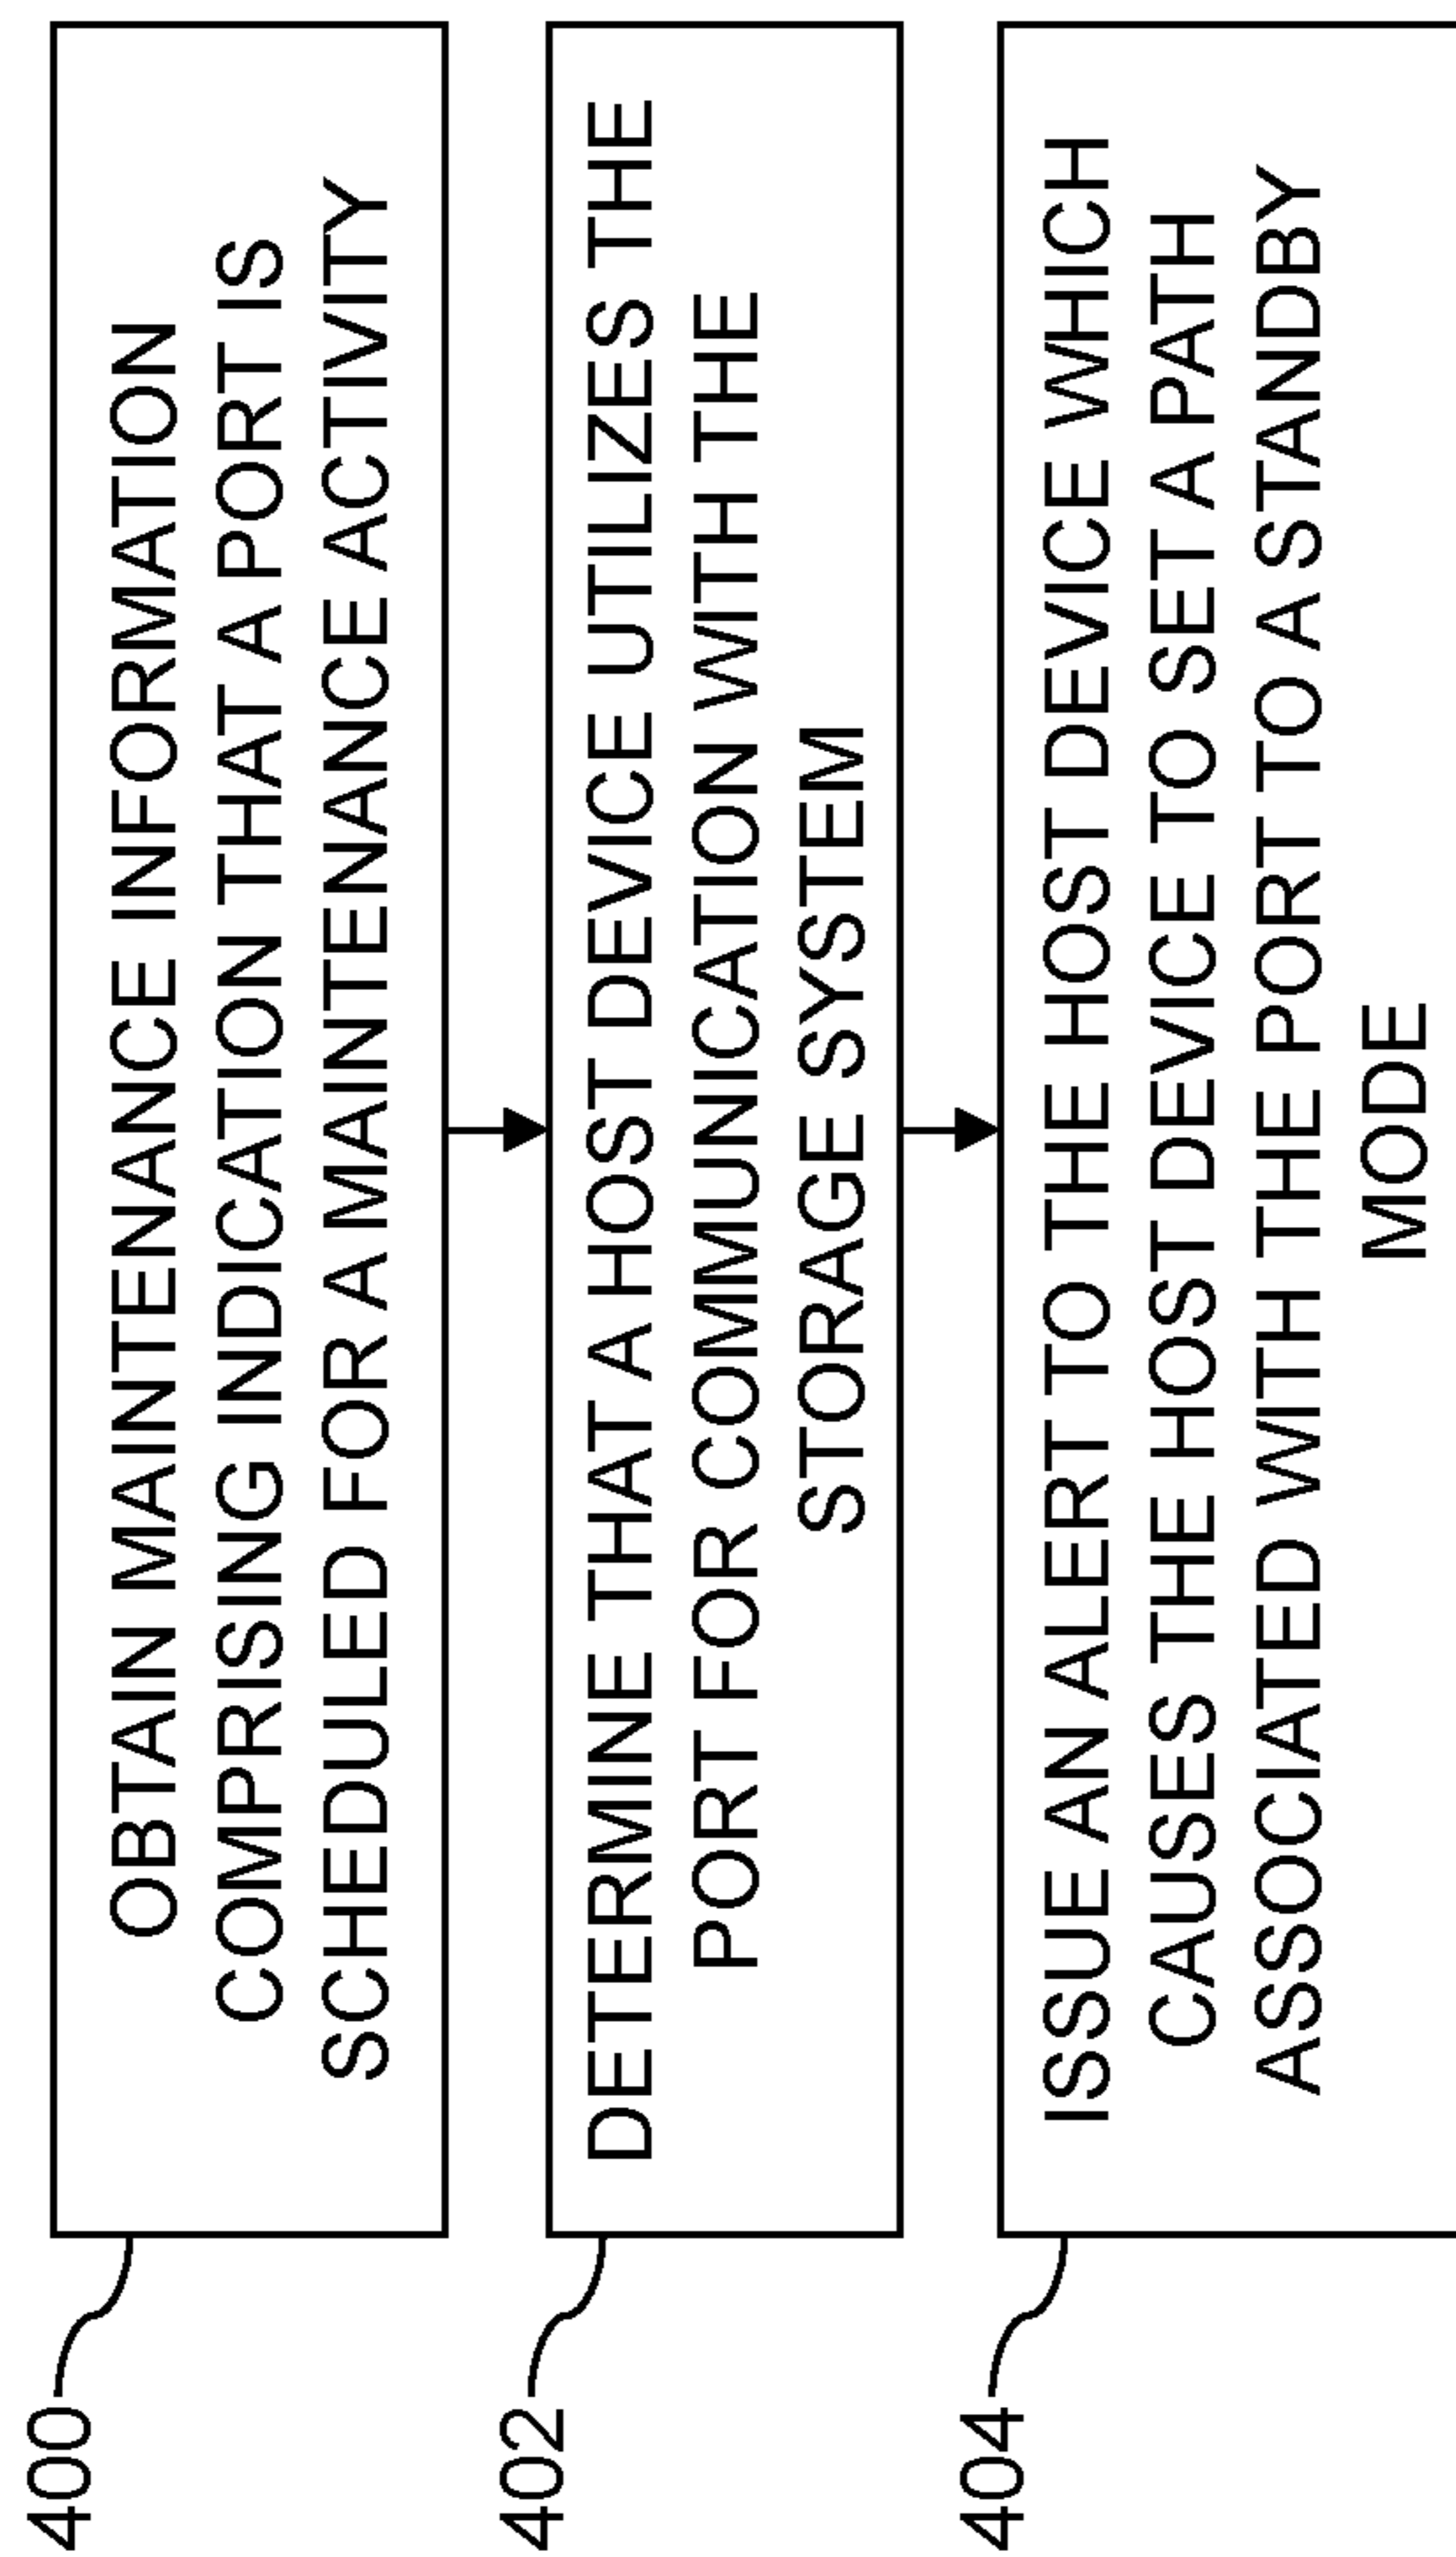 400
OBTAIN MAINTENANCE INFORMATION
COMPRISING INDICATION THAT A PORT IS
SCHEDULED FOR A MAINTENANCE ACTIVITY
402
DETERMINE THAT A HOST DEVICE UTILIZES THE
PORT FOR COMMUNICATION WITH THE
STORAGE SYSTEM
404
ISSUE AN ALERT TO THE HOST DEVICE WHICH
CAUSES THE HOST DEVICE TO SET A PATH
ASSOCIATED WITH THE PORT TO A STANDBY
MODE